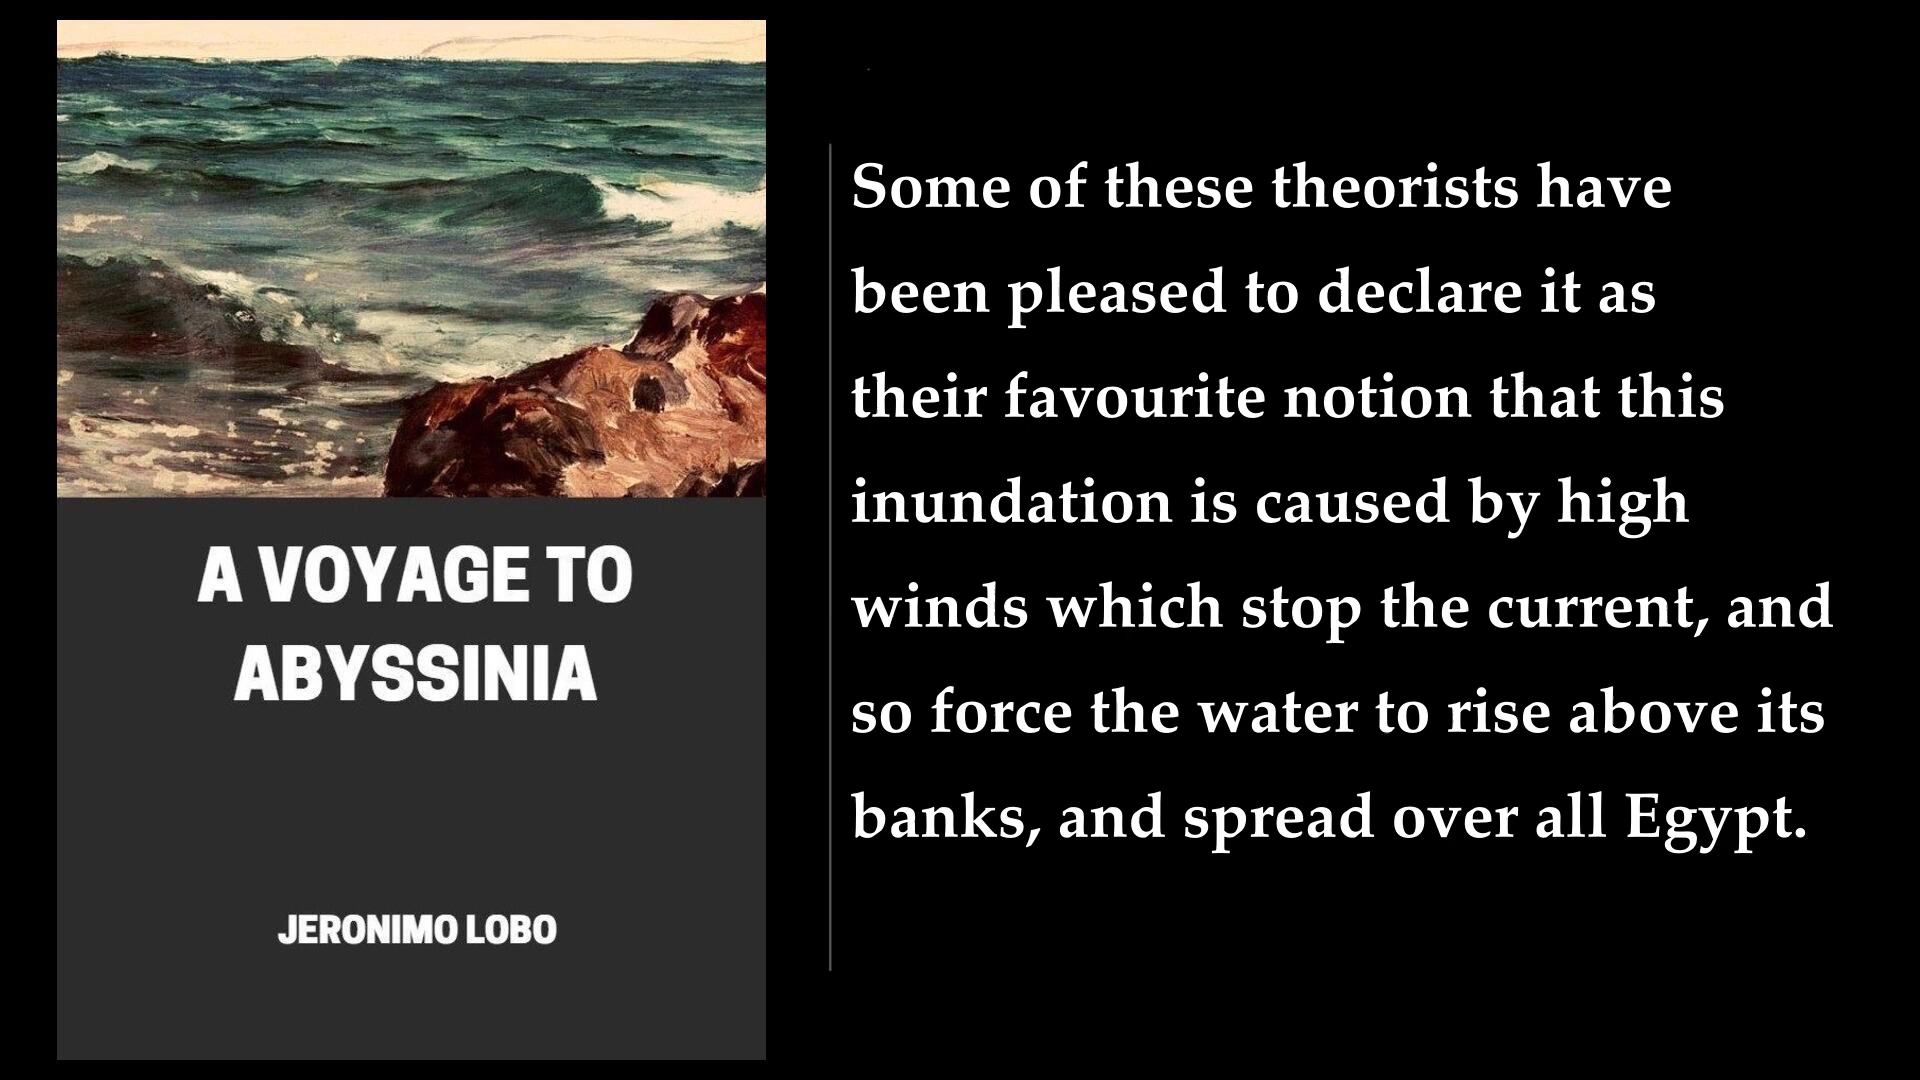 A VOYAGE TO
ABYSSINIA
JERONIMO LOBO
Some of these theorists have
been pleased to declare it as
their favourite notion that this
inundation is caused by high
winds which stop the current, and
so force the water to rise above its
banks, and spread over all Egypt.